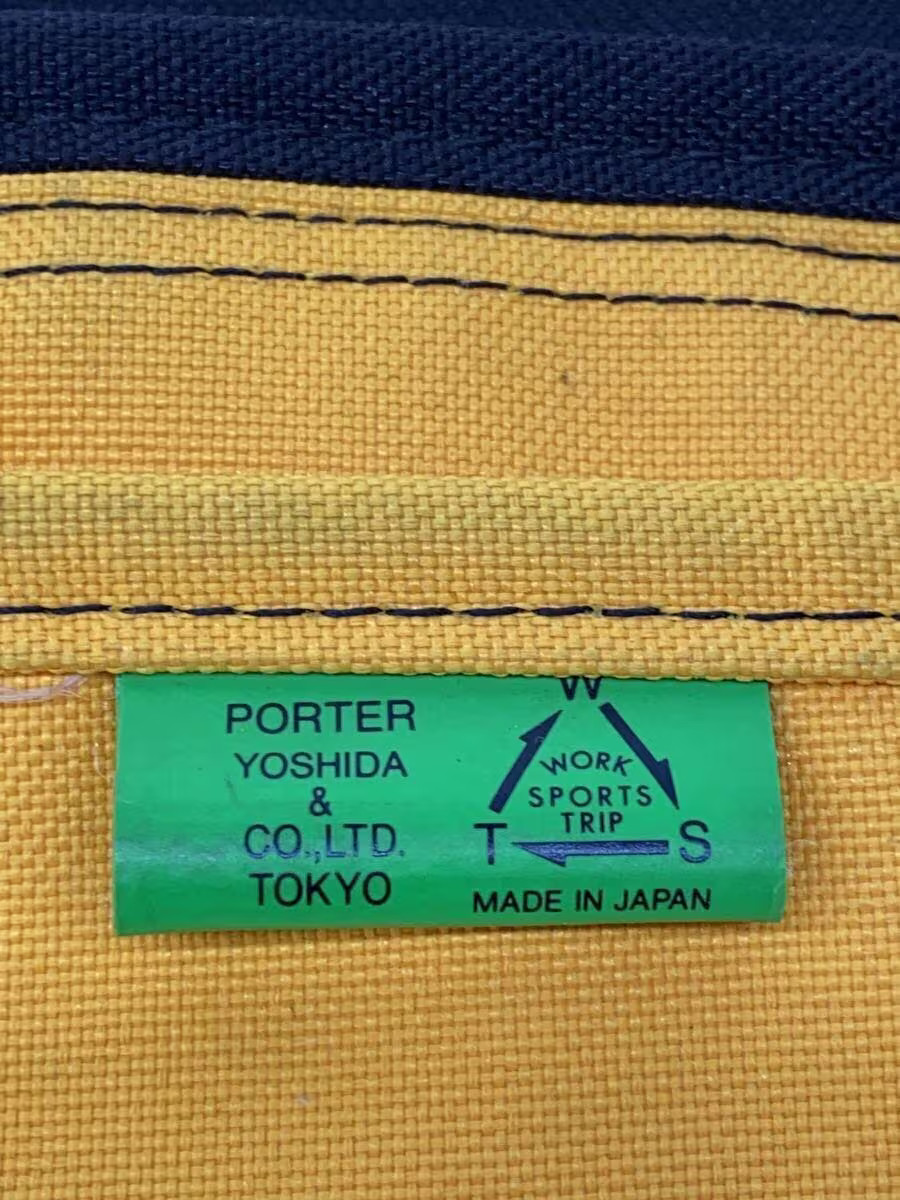 PORTER
YOSHIDA
&
CO.,LTD.
TOKYO
W
WORK
SPORTS
TRIP
T S
MADE IN JAPAN